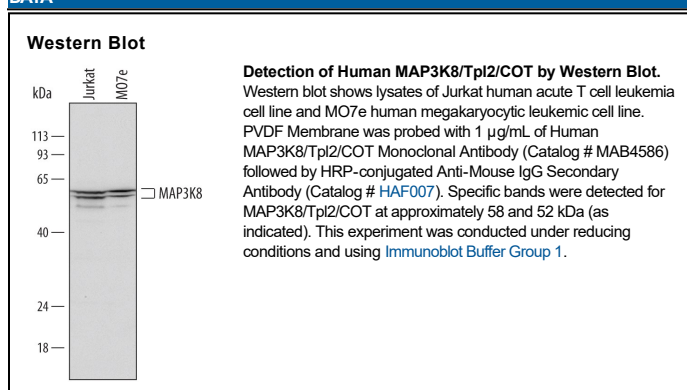 DATA
Western Blot
kDa
Jurkat
MO7e
113
93
65
MAP3K8
40
24
18
Detection of Human MAP3K8/Tpl2/COT by Western Blot.
Western blot shows lysates of Jurkat human acute T cell leukemia
cell line and MO7e human megakaryocytic leukemic cell line.
PVDF Membrane was probed with 1 µg/mL of Human
MAP3K8/Tpl2/COT Monoclonal Antibody (Catalog # MAB4586)
followed by HRP-conjugated Anti-Mouse IgG Secondary
Antibody (Catalog # HAF007). Specific bands were detected for
MAP3K8/Tpl2/COT at approximately 58 and 52 kDa (as
indicated). This experiment was conducted under reducing
conditions and using Immunoblot Buffer Group 1.